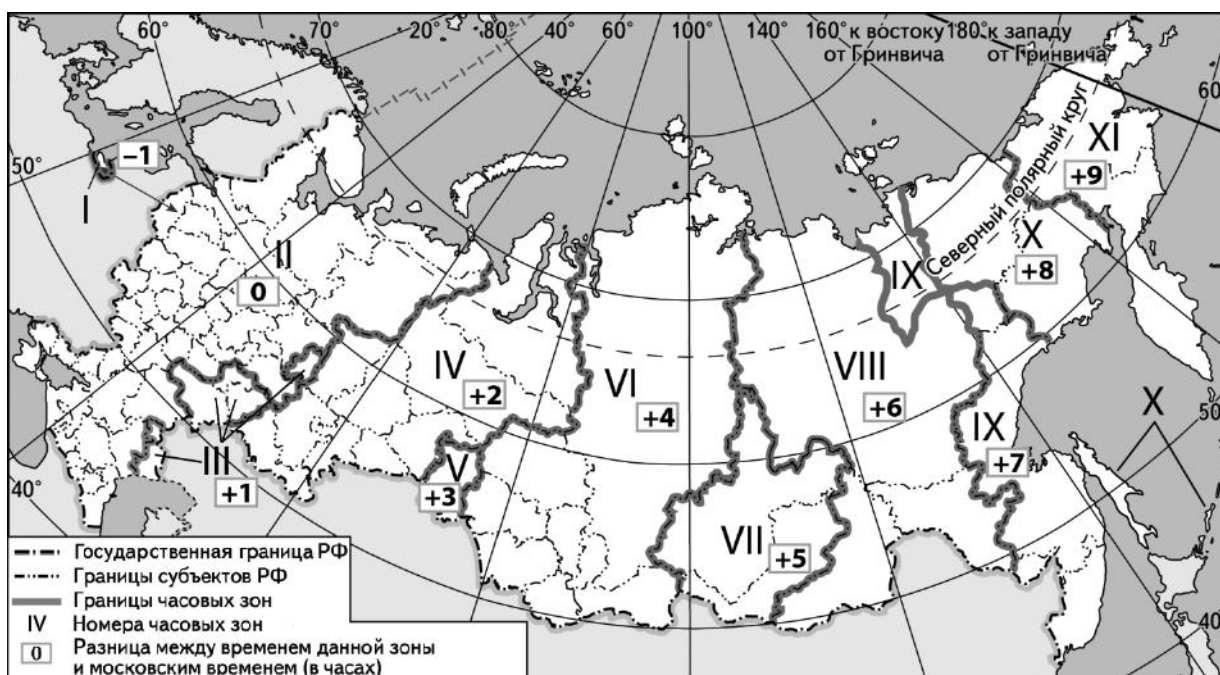 60° 70° 20° 80° 40° 60° 100° 140° 160° к востоку от Гринвича 180° к западу от Гринвича
60°
Северный полярный круг
50°
−1
I
II
0
XI
+9
X
+8
IX
IV
+2
VI
+4
VIII
+6
X
50°
V
+3
IX
+7
III
+1
40°
VII
+5
40°
Государственная граница РФ
Границы субъектов РФ
Границы часовых зон
IV Номера часовых зон
0 Разница между временем данной зоны
и московским временем (в часах)